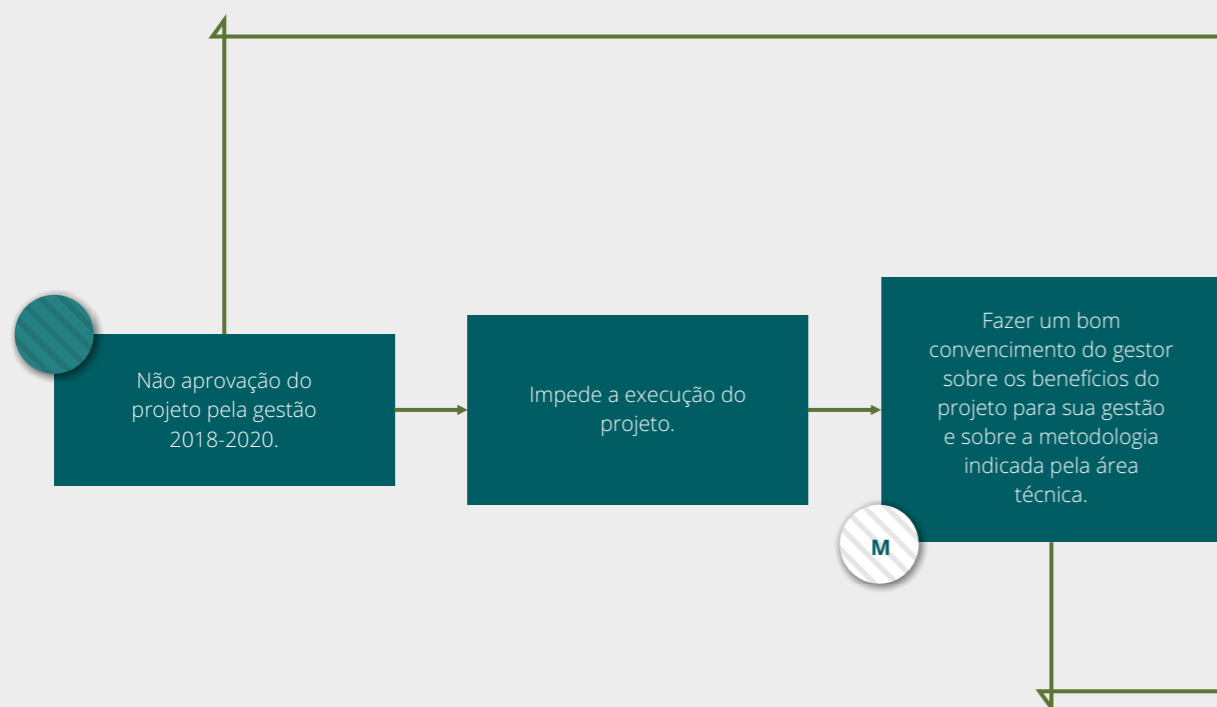 Não aprovação do
projeto pela gestão
2018-2020.
Impede a execução do
projeto.
Fazer um bom
convencimento do gestor
sobre os benefícios do
projeto para sua gestão
e sobre a metodologia
indicada pela área
técnica.
M